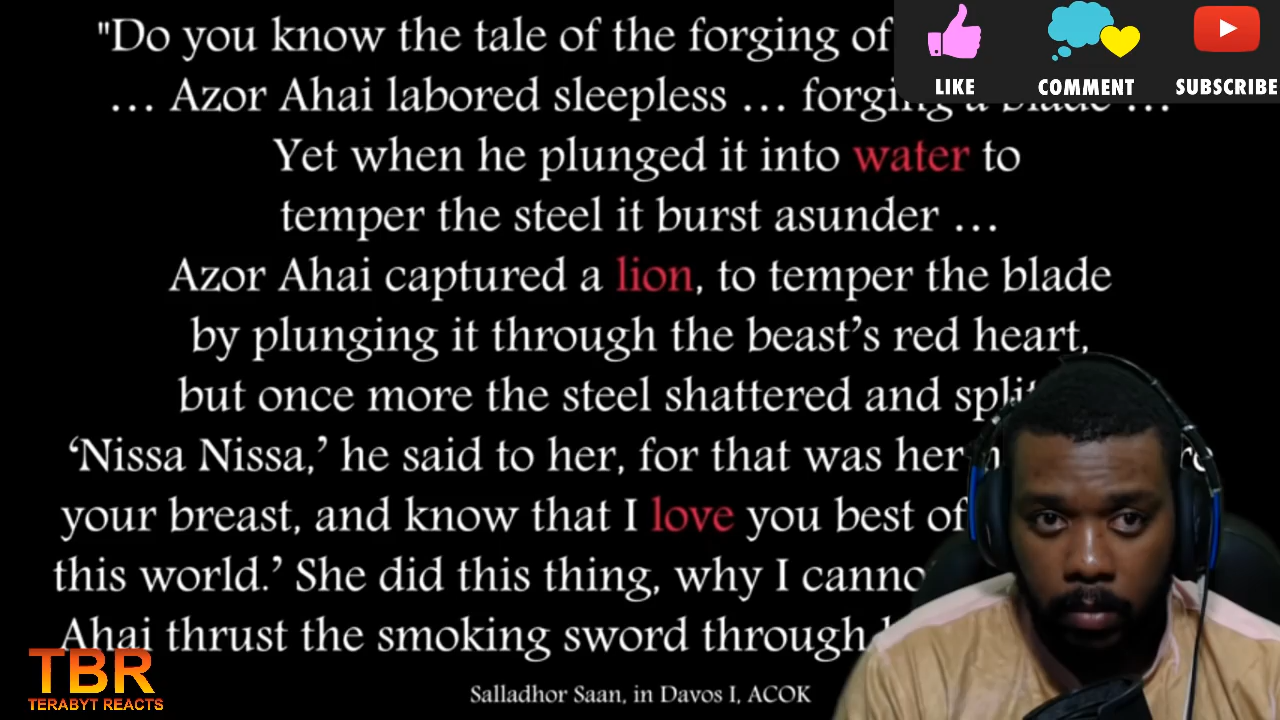 "Do you know the tale of the forging of
… Azor Ahai labored sleepless … forging a blade …
Yet when he plunged it into water to
temper the steel it burst asunder …
Azor Ahai captured a lion, to temper the blade
by plunging it through the beast’s red heart,
but once more the steel shattered and split
‘Nissa Nissa,’ he said to her, for that was her
your breast, and know that I love you best of
this world.’ She did this thing, why I
Ahai thrust the smoking sword through
Salladhor Saan, in Davos I, ACOK
LIKE
COMMENT
SUBSCRIBE
TBR
TERABYT REACTS